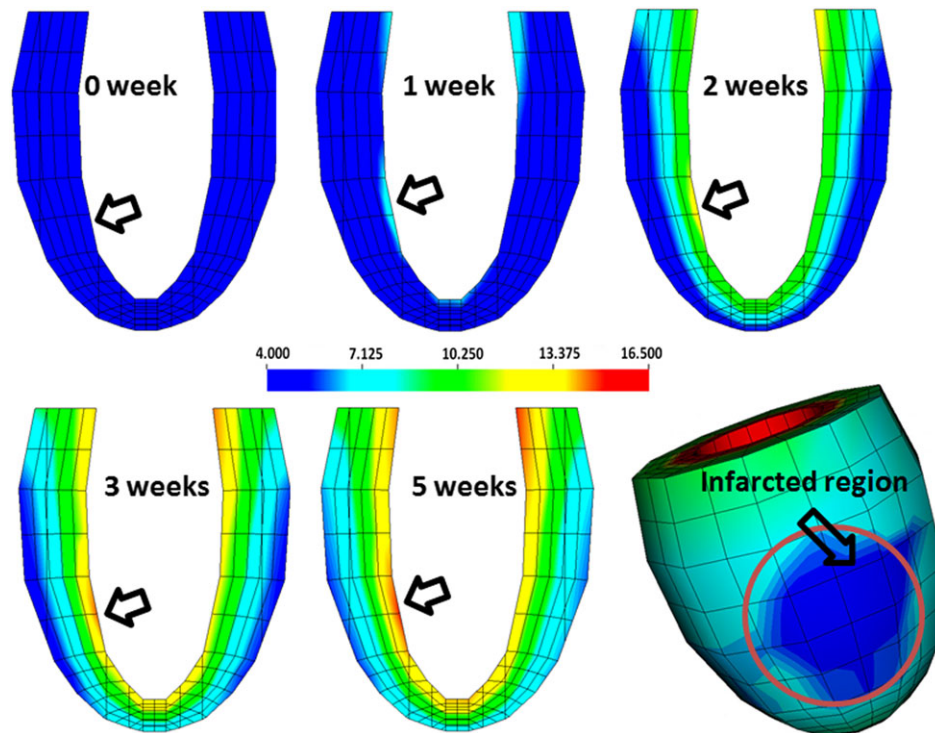 0 week
1 week
2 weeks
4.000 7.125 10.250 13.375 16.500
3 weeks
5 weeks
Infarcted region